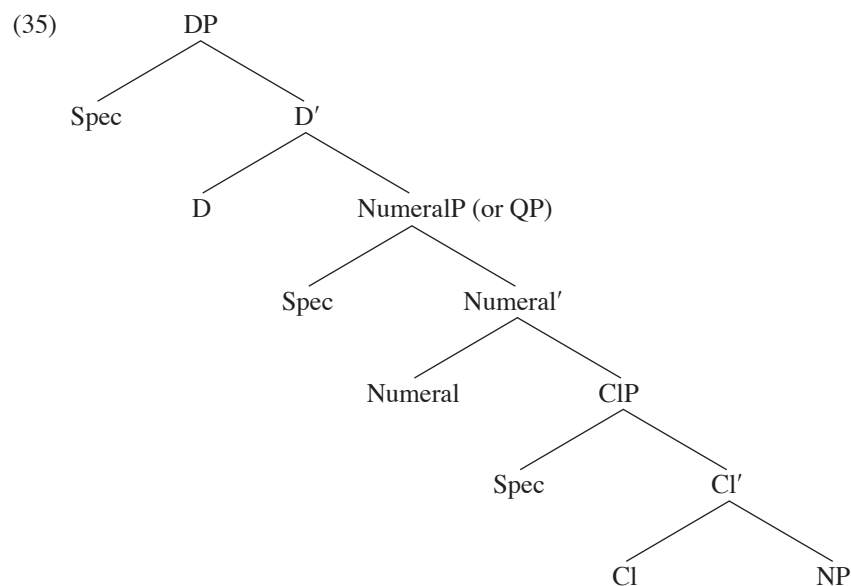 (35) DP
Spec D′
D NumeralP (or QP)
Spec Numeral′
Numeral ClP
Spec Cl′
Cl NP